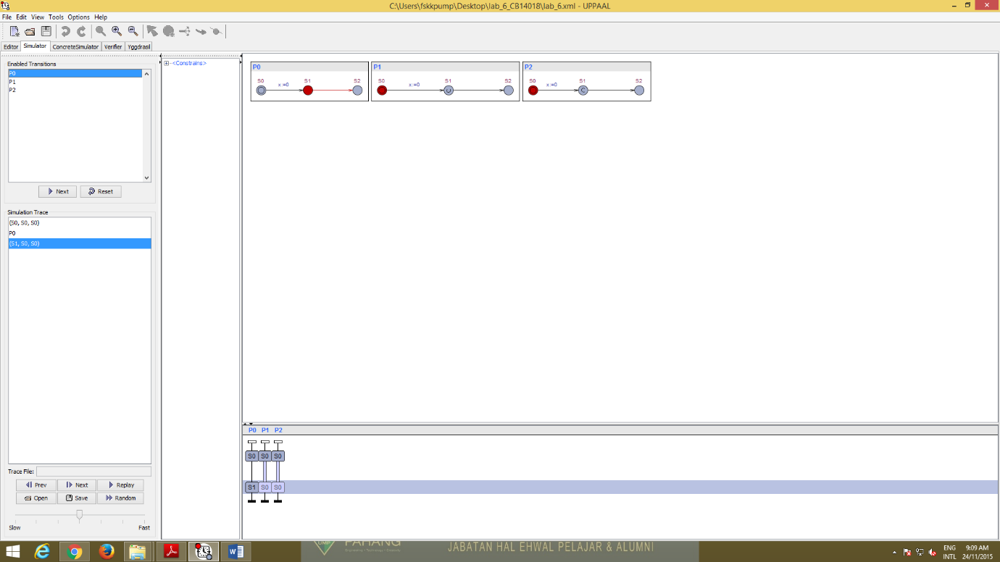 C:\Users\fskkpump\Desktop\lab_6_CB14018\lab_6.xml - UPPAAL
File Edit View Tools Options Help
Editor Simulator ConcreteSimulator Verifier Yggdrasil
Enabled Transitions
P0
P1
P2
Next Reset
Simulation Trace
(S0, S0, S0)
P0
(S1, S0, S0)
Trace File:
Prev Next Replay
Open Save Random
Slow Fast
<Constrains>
P0 P1 P2
S0 S1 S2 S0 S1 S2 S0 S1 S2
x:=0 x:=0 x:=0
U C
P0 P1 P2
S0 S0 S0
S1 S0 S0
UMP PAHANG JABATAN HAL EHWAL PELAJAR & ALUMNI
Engineering • Technology • Creativity
ENG 9:09 AM
INTL 24/11/2015